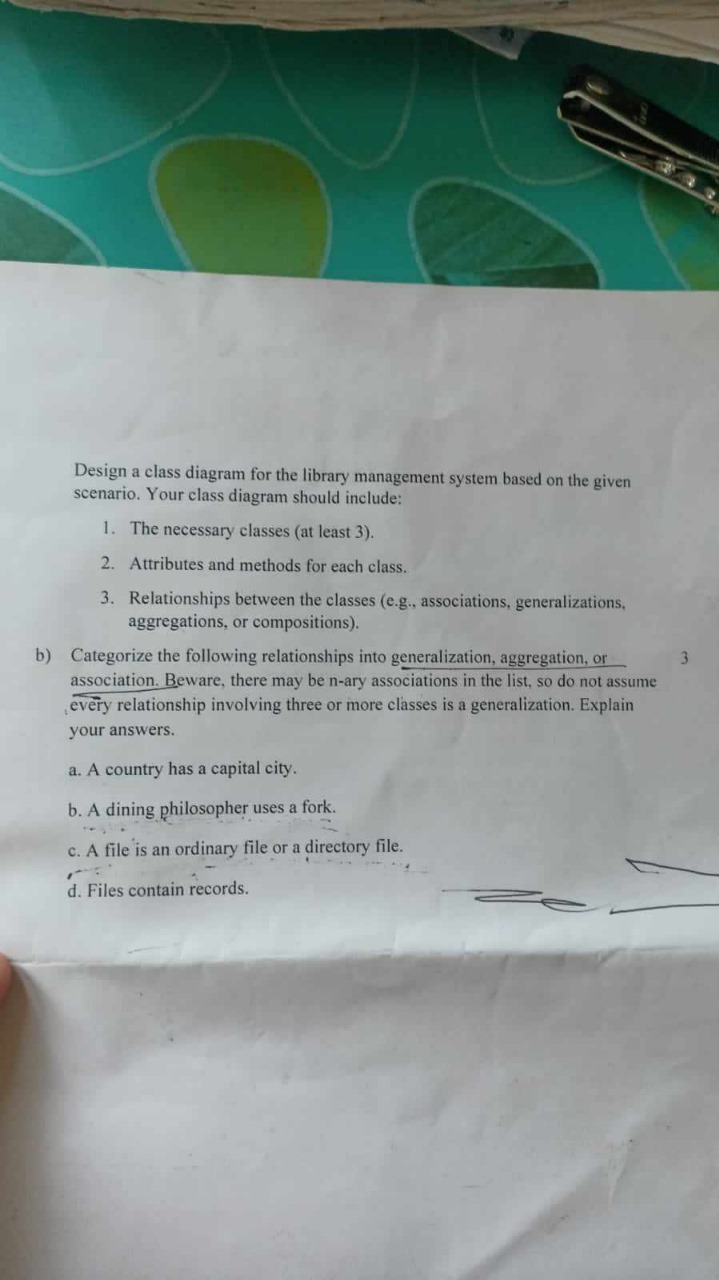 Design a class diagram for the library management system based on the given
scenario. Your class diagram should include:
1. The necessary classes (at least 3).
2. Attributes and methods for each class.
3. Relationships between the classes (e.g., associations, generalizations,
aggregations, or compositions).
b) Categorize the following relationships into generalization, aggregation, or 3
association. Beware, there may be n-ary associations in the list, so do not assume
every relationship involving three or more classes is a generalization. Explain
your answers.
a. A country has a capital city.
b. A dining philosopher uses a fork.
c. A file is an ordinary file or a directory file.
d. Files contain records.